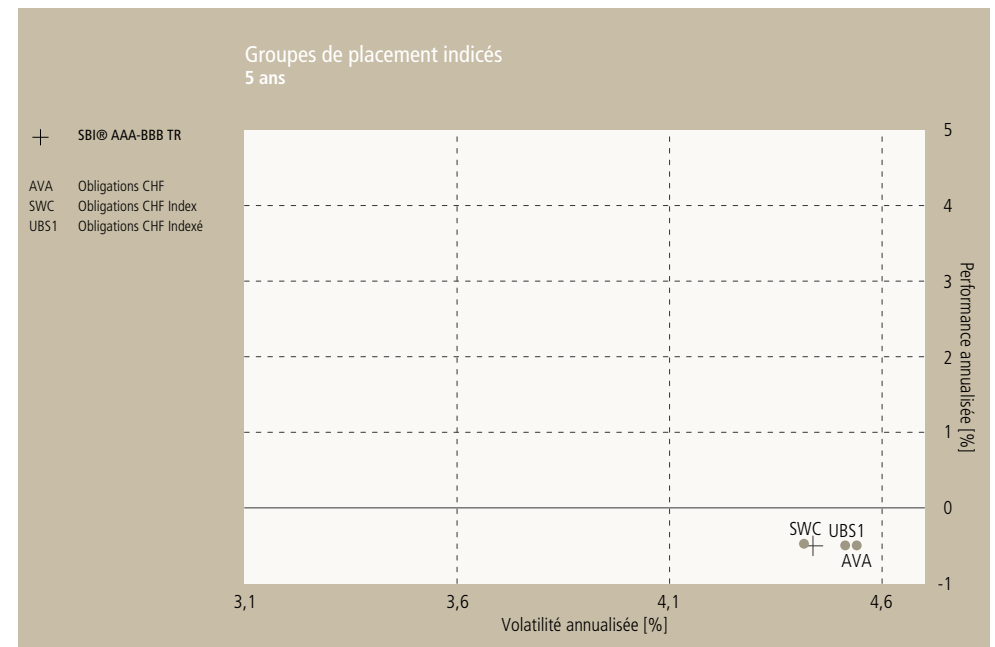 Groupes de placement indicés
5 ans
SBI® AAA-BBB TR
AVA Obligations CHF
SWC Obligations CHF Index
UBS1 Obligations CHF Indexé
5
4
3
2
1
0
-1
Performance annualisée [%]
SWC UBS1
AVA
3,1 3,6 4,1 4,6
Volatilité annualisée [%]